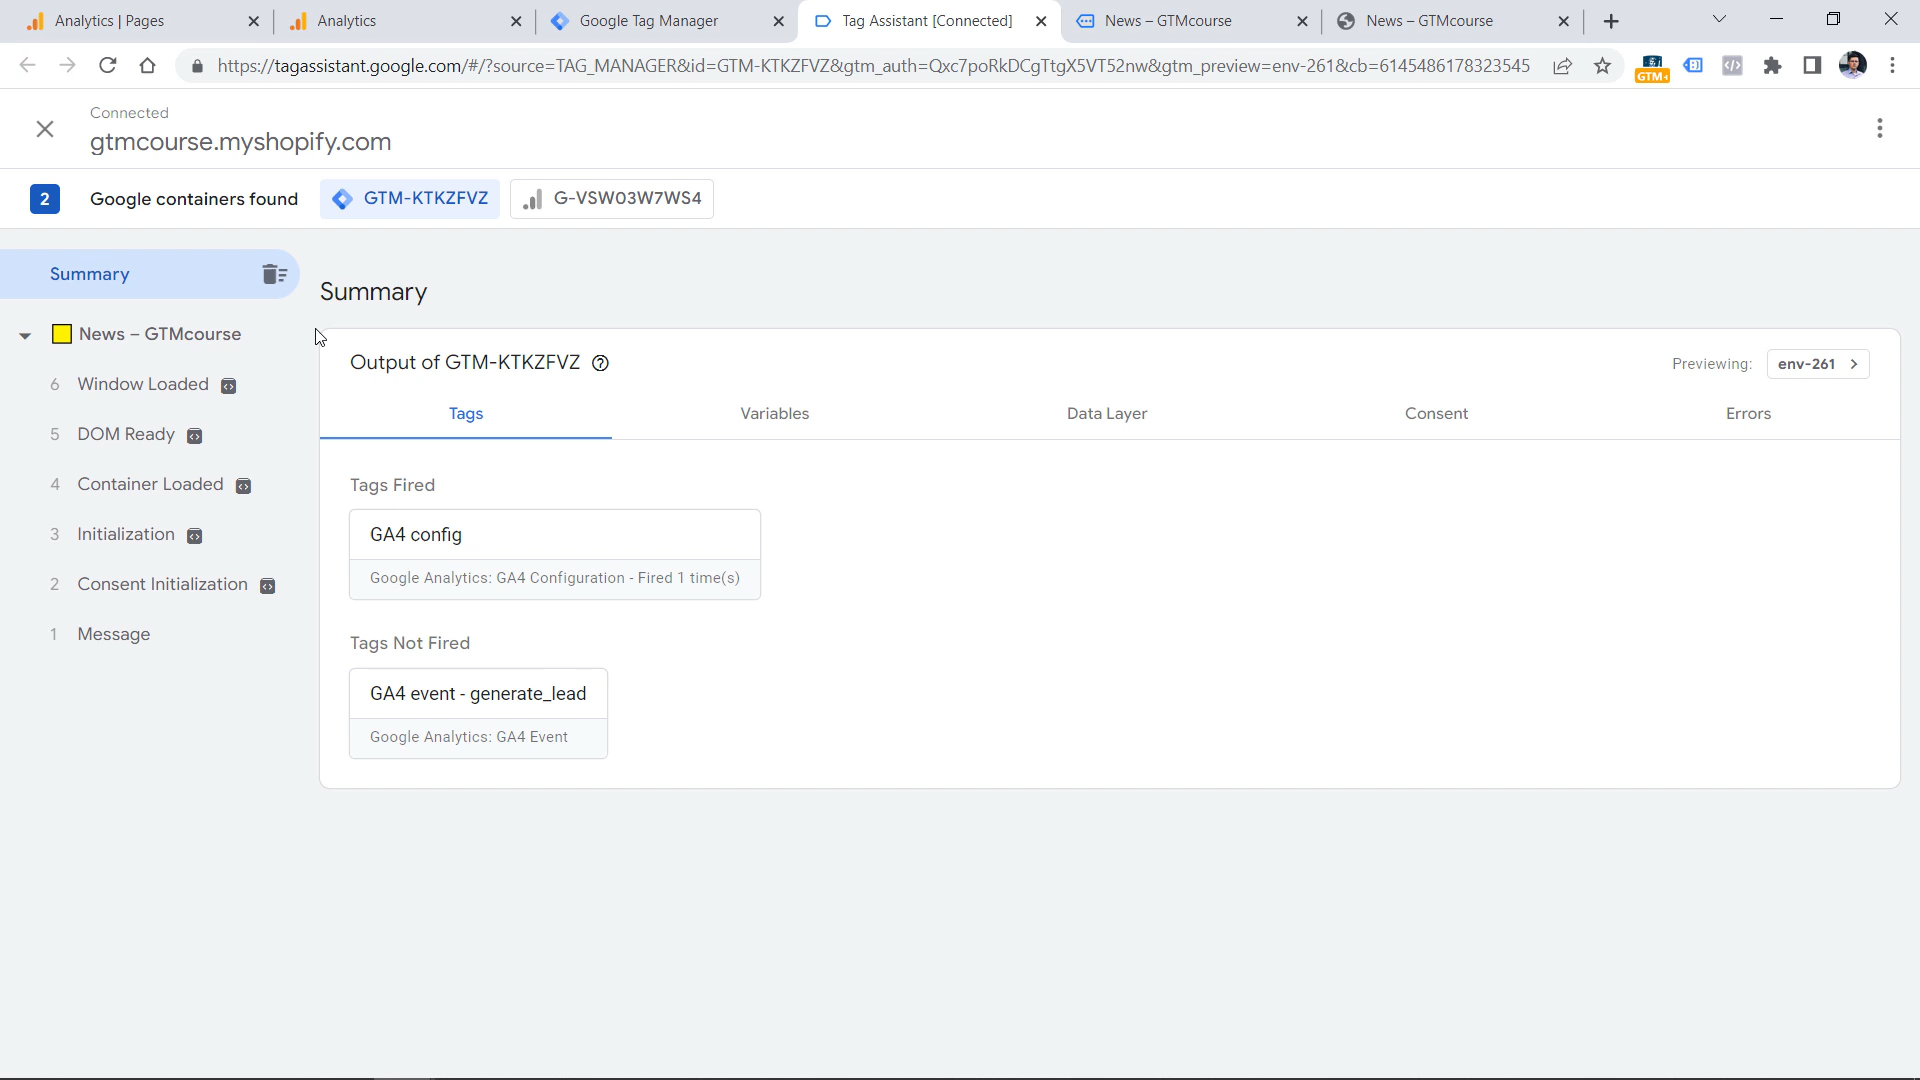 Analytics | Pages
Analytics
Google Tag Manager
Tag Assistant [Connected]
News – GTMcourse
News – GTMcourse
https://tagassistant.google.com/#/?source=TAG_MANAGER&id=GTM-KTKZFVZ&gtm_auth=Qxc7poRkDCgTtgX5VT52nw&gtm_preview=env-261&cb=6145486178323545
GTM
Connected
gtmcourse.myshopify.com
2 Google containers found GTM-KTKZFVZ G-VSW03W7WS4
Summary
News – GTMcourse
6 Window Loaded
5 DOM Ready
4 Container Loaded
3 Initialization
2 Consent Initialization
1 Message
Summary
Output of GTM-KTKZFVZ
Previewing: env-261
Tags Variables Data Layer Consent Errors
Tags Fired
GA4 config
Google Analytics: GA4 Configuration - Fired 1 time(s)
Tags Not Fired
GA4 event - generate_lead
Google Analytics: GA4 Event